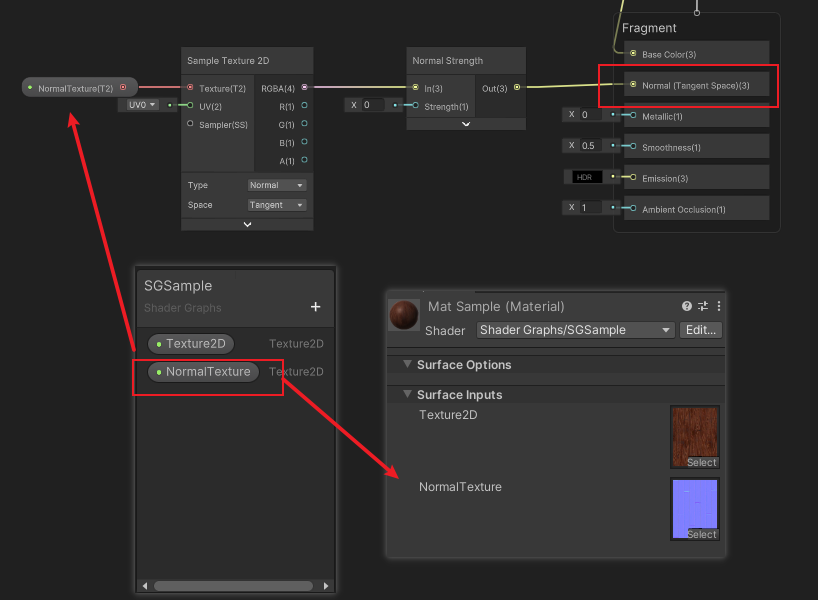 Fragment
Base Color(3)
Normal (Tangent Space)(3)
X 0
Metallic(1)
X 0.5
Smoothness(1)
HDR
Emission(3)
X 1
Ambient Occlusion(1)
NormalTexture(T2)
UV0
Sample Texture 2D
Texture(T2)
RGBA(4)
UV(2)
R(1)
Sampler(SS)
G(1)
B(1)
A(1)
Type Normal
Space Tangent
Normal Strength
In(3)
Out(3)
X 0
Strength(1)
SGSample
Shader Graphs
+
Texture2D Texture2D
NormalTexture Texture2D
Mat Sample (Material)
Shader Shader Graphs/SGSample Edit...
Surface Options
Surface Inputs
Texture2D
Select
NormalTexture
Select